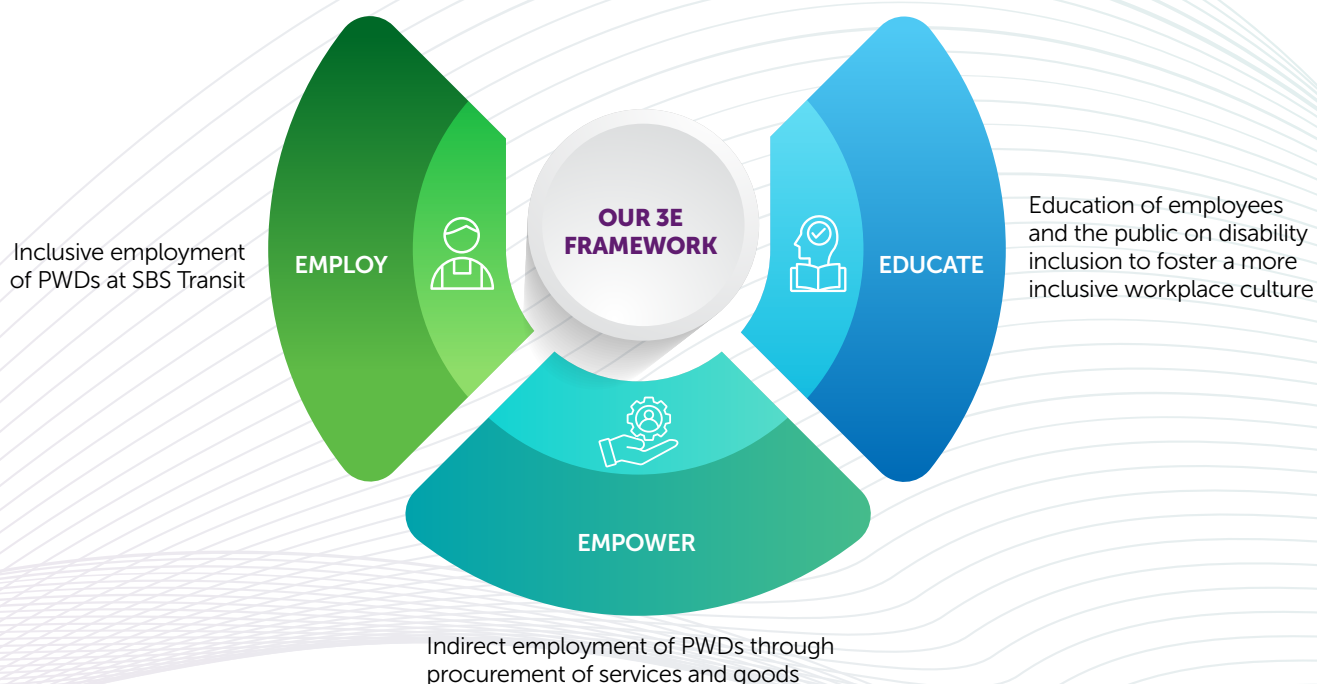 OUR 3E
FRAMEWORK
EMPLOY
Inclusive employment
of PWDs at SBS Transit
EDUCATE
Education of employees
and the public on disability
inclusion to foster a more
inclusive workplace culture
EMPOWER
Indirect employment of PWDs through
procurement of services and goods